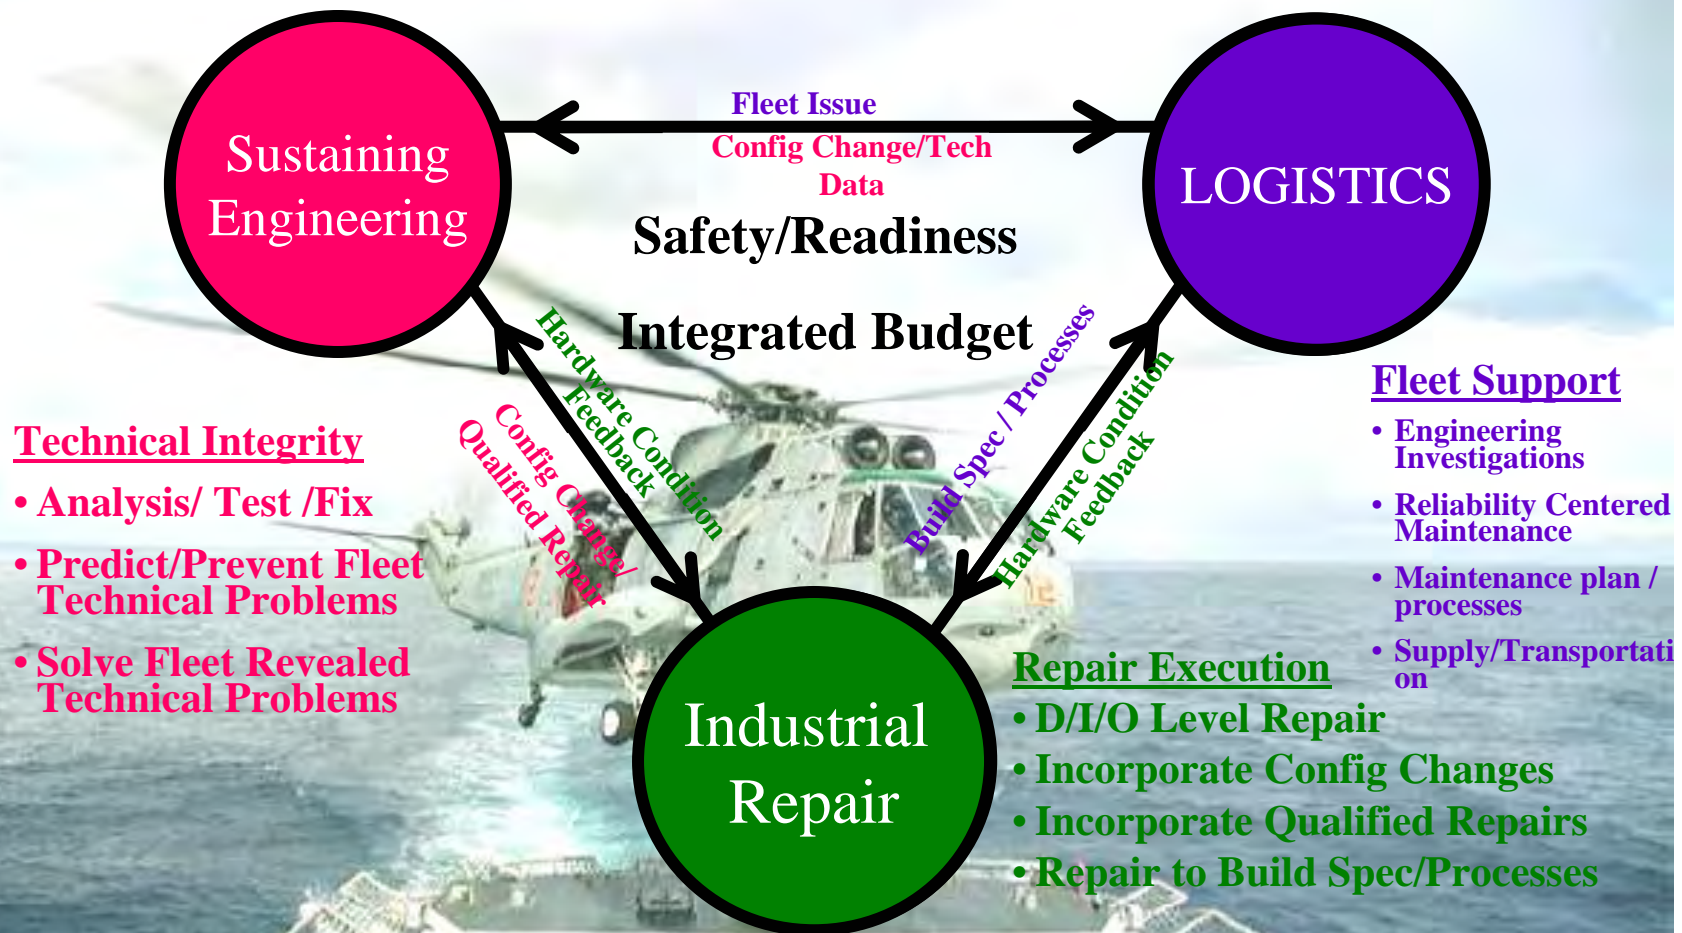 Sustaining
Engineering
Fleet Issue
Config Change/Tech
Data
LOGISTICS
Safety/Readiness
Integrated Budget
Hardware Condition
Feedback
Config Change/
Qualified Repair
Build Spec / Processes
Hardware Condition
Feedback
Technical Integrity
• Analysis/ Test /Fix
• Predict/Prevent Fleet
Technical Problems
• Solve Fleet Revealed
Technical Problems
Fleet Support
• Engineering
Investigations
• Reliability Centered
Maintenance
• Maintenance plan /
processes
• Supply/Transportati
on
Industrial
Repair
Repair Execution
• D/I/O Level Repair
• Incorporate Config Changes
• Incorporate Qualified Repairs
• Repair to Build Spec/Processes